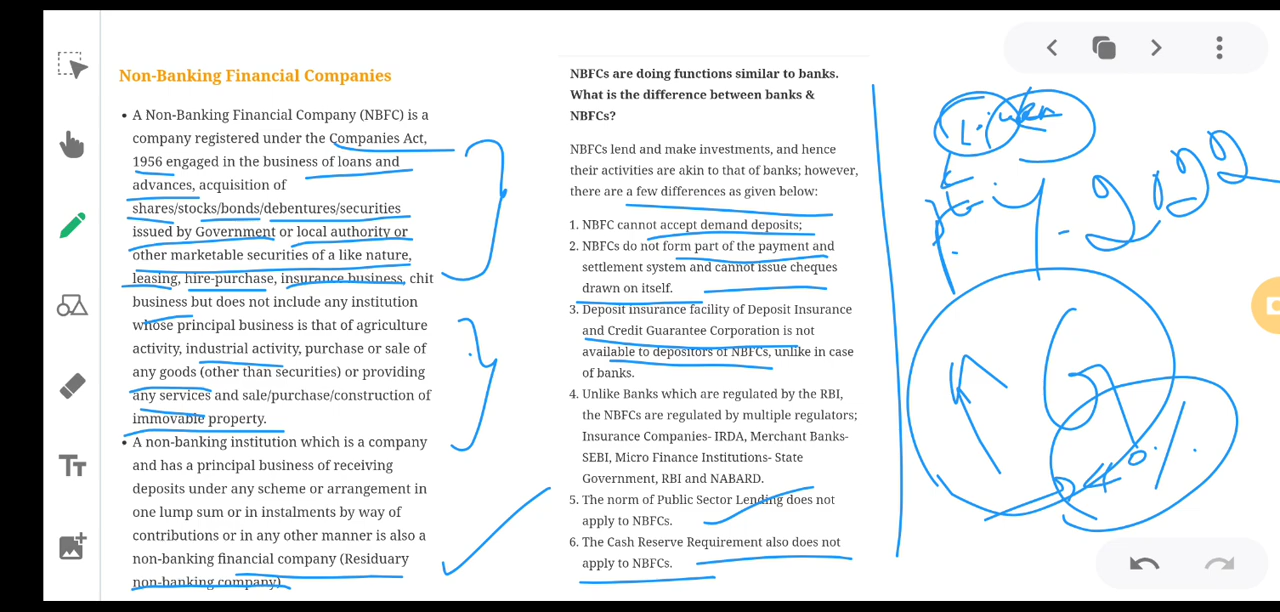 Non-Banking Financial Companies
• A Non-Banking Financial Company (NBFC) is a
company registered under the Companies Act,
1956 engaged in the business of loans and
advances, acquisition of
shares/stocks/bonds/debentures/securities
issued by Government or local authority or
other marketable securities of a like nature,
leasing, hire-purchase, insurance business, chit
business but does not include any institution
whose principal business is that of agriculture
activity, industrial activity, purchase or sale of
any goods (other than securities) or providing
any services and sale/purchase/construction of
immovable property.
• A non-banking institution which is a company
and has a principal business of receiving
deposits under any scheme or arrangement in
one lump sum or in instalments by way of
contributions or in any other manner is also a
non-banking financial company (Residuary
non-banking company)
NBFCs are doing functions similar to banks.
What is the difference between banks &
NBFCs?
NBFCs lend and make investments, and hence
their activities are akin to that of banks; however,
there are a few differences as given below:
1. NBFC cannot accept demand deposits;
2. NBFCs do not form part of the payment and
settlement system and cannot issue cheques
drawn on itself.
3. Deposit insurance facility of Deposit Insurance
and Credit Guarantee Corporation is not
available to depositors of NBFCs, unlike in case
of banks.
4. Unlike Banks which are regulated by the RBI,
the NBFCs are regulated by multiple regulators;
Insurance Companies- IRDA, Merchant Banks-
SEBI, Micro Finance Institutions- State
Government, RBI and NABARD.
5. The norm of Public Sector Lending does not
apply to NBFCs.
6. The Cash Reserve Requirement also does not
apply to NBFCs.
2022
TT